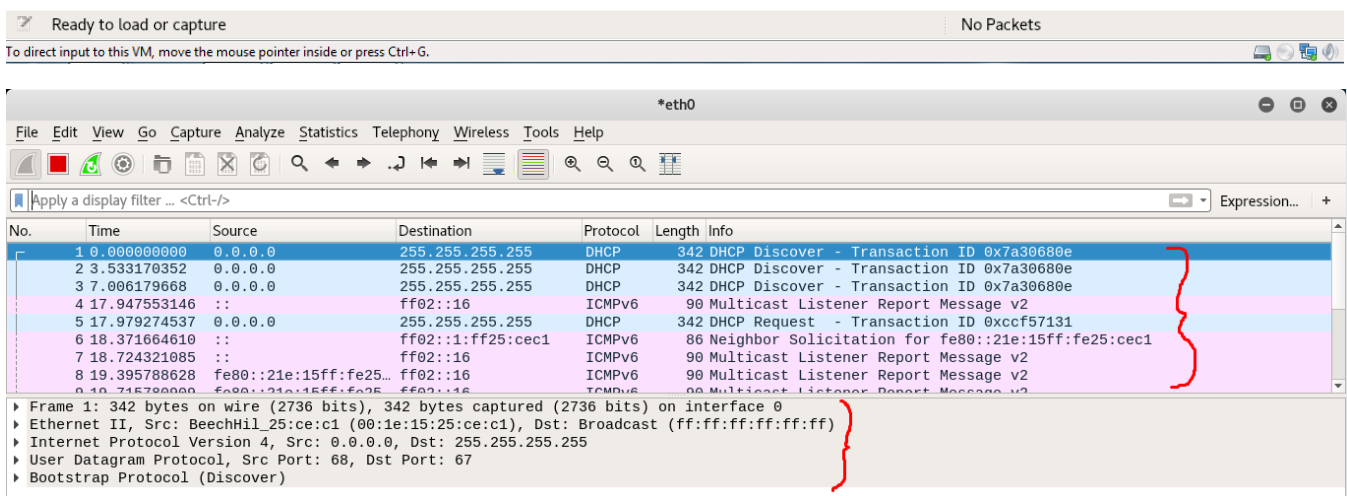 Ready to load or capture No Packets
To direct input to this VM, move the mouse pointer inside or press Ctrl+G.
*eth0
File Edit View Go Capture Analyze Statistics Telephony Wireless Tools Help
Apply a display filter ... <Ctrl-/> Expression... +
No. Time Source Destination Protocol Length Info
1 0.000000000 0.0.0.0 255.255.255.255 DHCP 342 DHCP Discover - Transaction ID 0x7a30680e
2 3.533170352 0.0.0.0 255.255.255.255 DHCP 342 DHCP Discover - Transaction ID 0x7a30680e
3 7.006179668 0.0.0.0 255.255.255.255 DHCP 342 DHCP Discover - Transaction ID 0x7a30680e
4 17.947553146 :: ff02::16 ICMPv6 90 Multicast Listener Report Message v2
5 17.979274537 0.0.0.0 255.255.255.255 DHCP 342 DHCP Request - Transaction ID 0xccf57131
6 18.371664610 :: ff02::1:ff25:cec1 ICMPv6 86 Neighbor Solicitation for fe80::21e:15ff:fe25:cec1
7 18.724321085 :: ff02::16 ICMPv6 90 Multicast Listener Report Message v2
8 19.395788628 fe80::21e:15ff:fe25… ff02::16 ICMPv6 90 Multicast Listener Report Message v2
ff02::16 ICMPv6 90 Multicast Listener Report Message v2
Frame 1: 342 bytes on wire (2736 bits), 342 bytes captured (2736 bits) on interface 0
Ethernet II, Src: BeechHil_25:ce:c1 (00:1e:15:25:ce:c1), Dst: Broadcast (ff:ff:ff:ff:ff:ff)
Internet Protocol Version 4, Src: 0.0.0.0, Dst: 255.255.255.255
User Datagram Protocol, Src Port: 68, Dst Port: 67
Bootstrap Protocol (Discover)